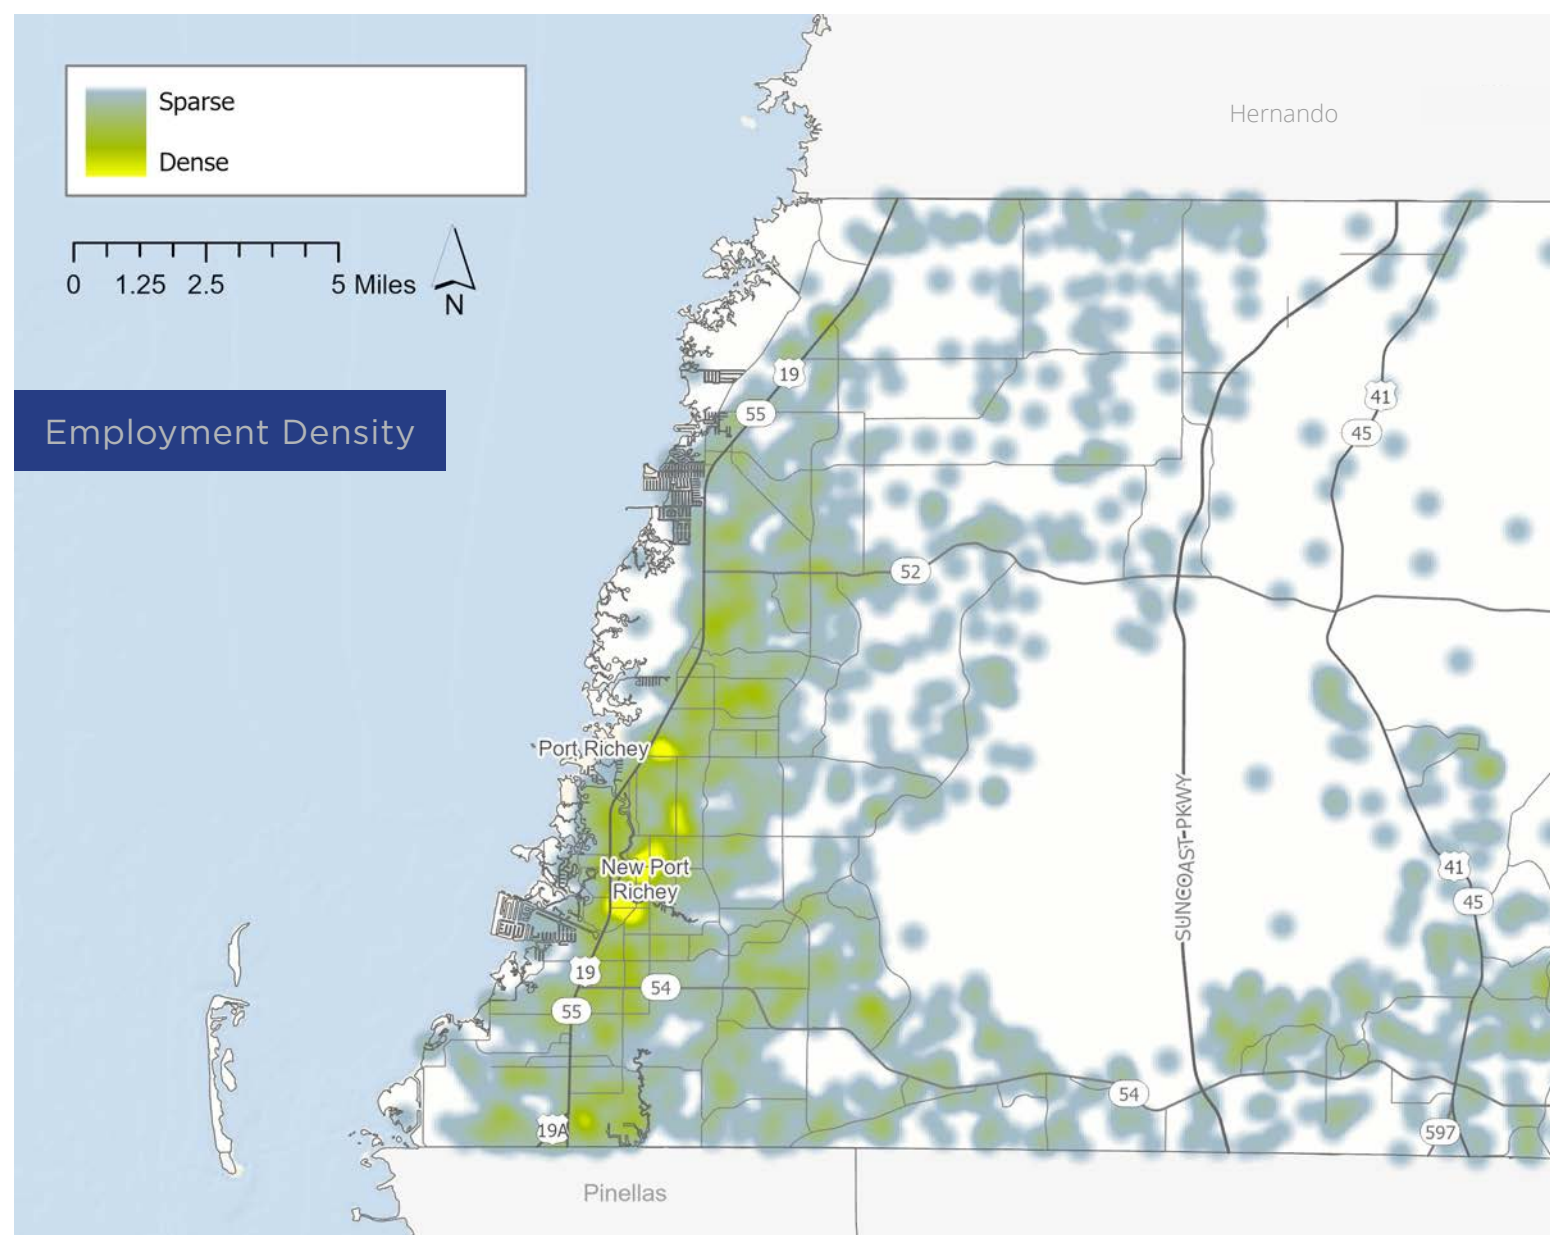 Sparse
Dense
Hernando
0 1.25 2.5 5 Miles
N
Employment Density
19
55
41
45
52
Port Richey
SUNCOAST PKWY
New Port
Richey
41
45
19
54
55
54
19A
597
Pinellas